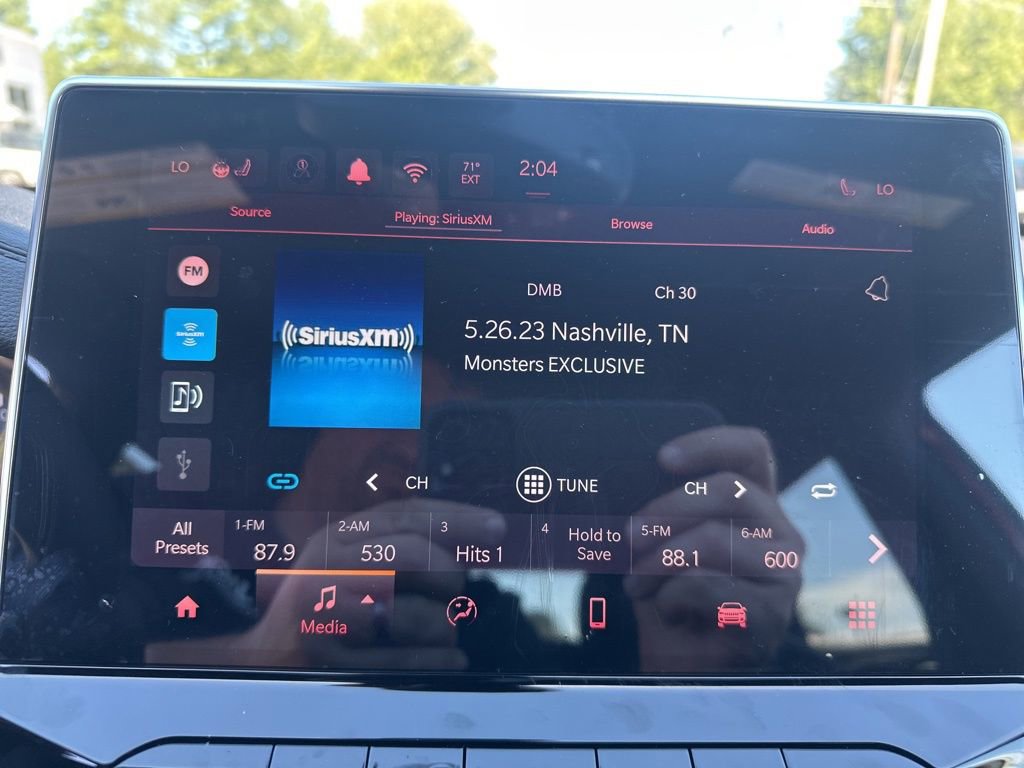 LO
71°
EXT
2:04
LO
Source
Playing: SiriusXM
Browse
Audio
FM
SiriusXM
((SiriusXM))
DMB
Ch 30
5.26.23 Nashville, TN
Monsters EXCLUSIVE
CH
TUNE
CH
All
Presets
1-FM
87.9
2-AM
530
3
Hits 1
4
Hold to
Save
5-FM
88.1
6-AM
600
Media